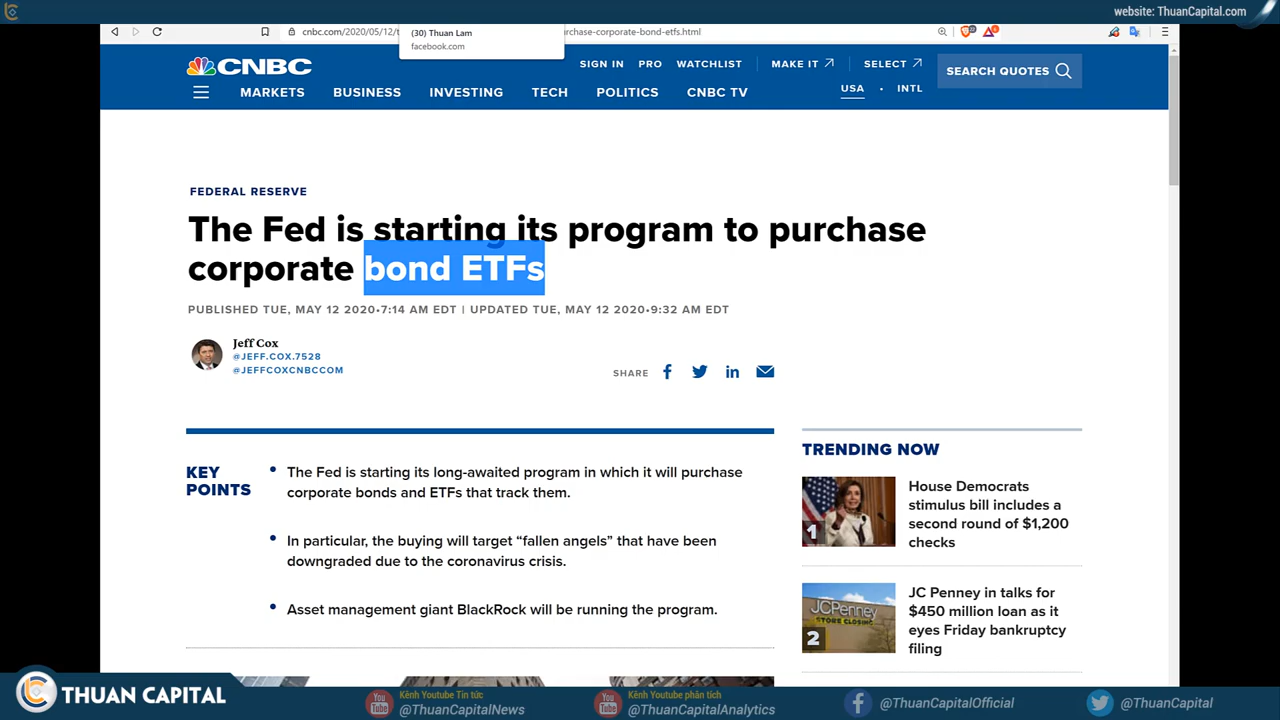 website: ThuanCapital.com
cnbc.com/2020/05/12/t
(30) Thuan Lam
facebook.com
rchase-corporate-bond-etfs.html
CNBC
SIGN IN PRO WATCHLIST MAKE IT SELECT
SEARCH QUOTES
MARKETS BUSINESS INVESTING TECH POLITICS CNBC TV
USA • INTL
FEDERAL RESERVE
The Fed is starting its program to purchase
corporate bond ETFs
PUBLISHED TUE, MAY 12 2020•7:14 AM EDT | UPDATED TUE, MAY 12 2020•9:32 AM EDT
Jeff Cox
@JEFF.COX.7528
@JEFFCOXCNBCCOM
SHARE
KEY
POINTS
• The Fed is starting its long-awaited program in which it will purchase
corporate bonds and ETFs that track them.
• In particular, the buying will target “fallen angels” that have been
downgraded due to the coronavirus crisis.
• Asset management giant BlackRock will be running the program.
TRENDING NOW
1
House Democrats
stimulus bill includes a
second round of $1,200
checks
JCPenney
STORE CLOSING
2
JC Penney in talks for
$450 million loan as it
eyes Friday bankruptcy
filing
THUAN CAPITAL
You
Tube
Kênh Youtube Tin tức
@ThuanCapitalNews
You
Tube
Kênh Youtube phân tích
@ThuanCapitalAnalytics
@ThuanCapitalOfficial
@ThuanCapital